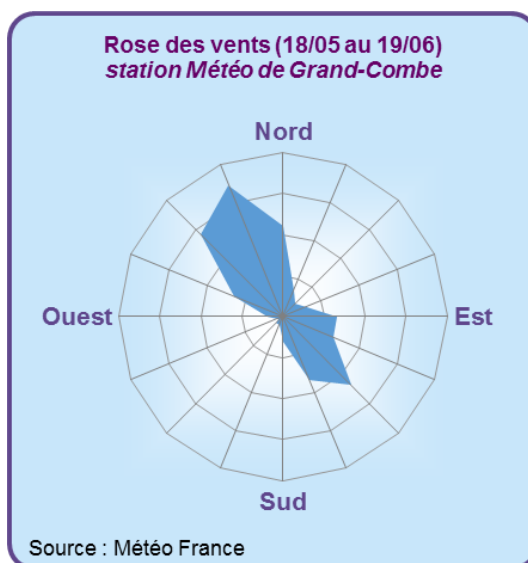 Rose des vents (18/05 au 19/06)
station Météo de Grand-Combe
Nord
Ouest
Est
Sud
Source : Météo France